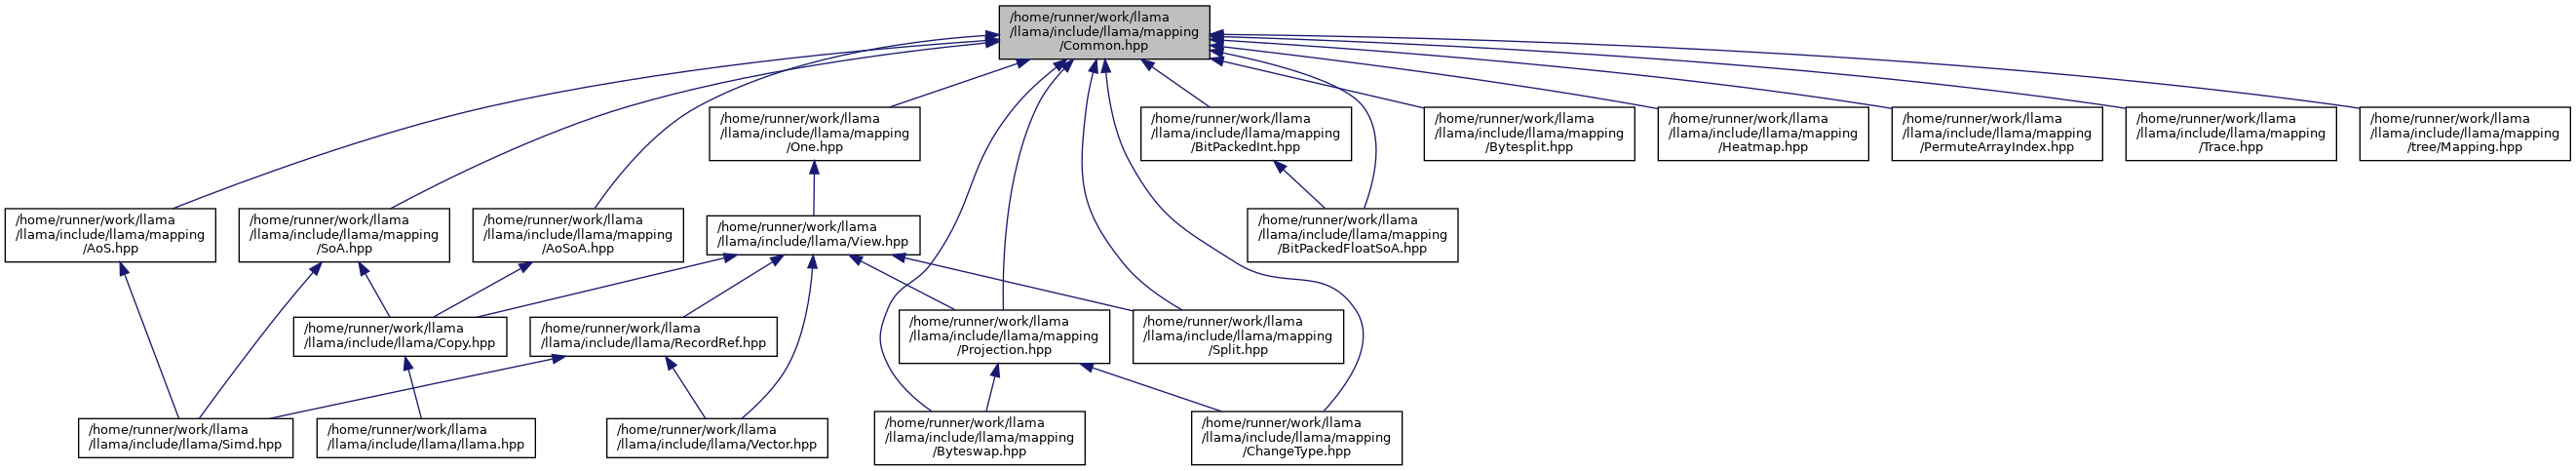 /home/runner/work/llama
/llama/include/llama/mapping
/Common.hpp
/home/runner/work/llama
/llama/include/llama/mapping
/One.hpp
/home/runner/work/llama
/llama/include/llama/mapping
/BitPackedInt.hpp
/home/runner/work/llama
/llama/include/llama/mapping
/Bytesplit.hpp
/home/runner/work/llama
/llama/include/llama/mapping
/Heatmap.hpp
/home/runner/work/llama
/llama/include/llama/mapping
/PermuteArrayIndex.hpp
/home/runner/work/llama
/llama/include/llama/mapping
/Trace.hpp
/home/runner/work/llama
/llama/include/llama/mapping
/tree/Mapping.hpp
/home/runner/work/llama
/llama/include/llama/mapping
/AoS.hpp
/home/runner/work/llama
/llama/include/llama/mapping
/SoA.hpp
/home/runner/work/llama
/llama/include/llama/mapping
/AoSoA.hpp
/home/runner/work/llama
/llama/include/llama/View.hpp
/home/runner/work/llama
/llama/include/llama/mapping
/BitPackedFloatSoA.hpp
/home/runner/work/llama
/llama/include/llama/Copy.hpp
/home/runner/work/llama
/llama/include/llama/RecordRef.hpp
/home/runner/work/llama
/llama/include/llama/mapping
/Projection.hpp
/home/runner/work/llama
/llama/include/llama/mapping
/Split.hpp
/home/runner/work/llama
/llama/include/llama/Simd.hpp
/home/runner/work/llama
/llama/include/llama/llama.hpp
/home/runner/work/llama
/llama/include/llama/Vector.hpp
/home/runner/work/llama
/llama/include/llama/mapping
/Byteswap.hpp
/home/runner/work/llama
/llama/include/llama/mapping
/ChangeType.hpp